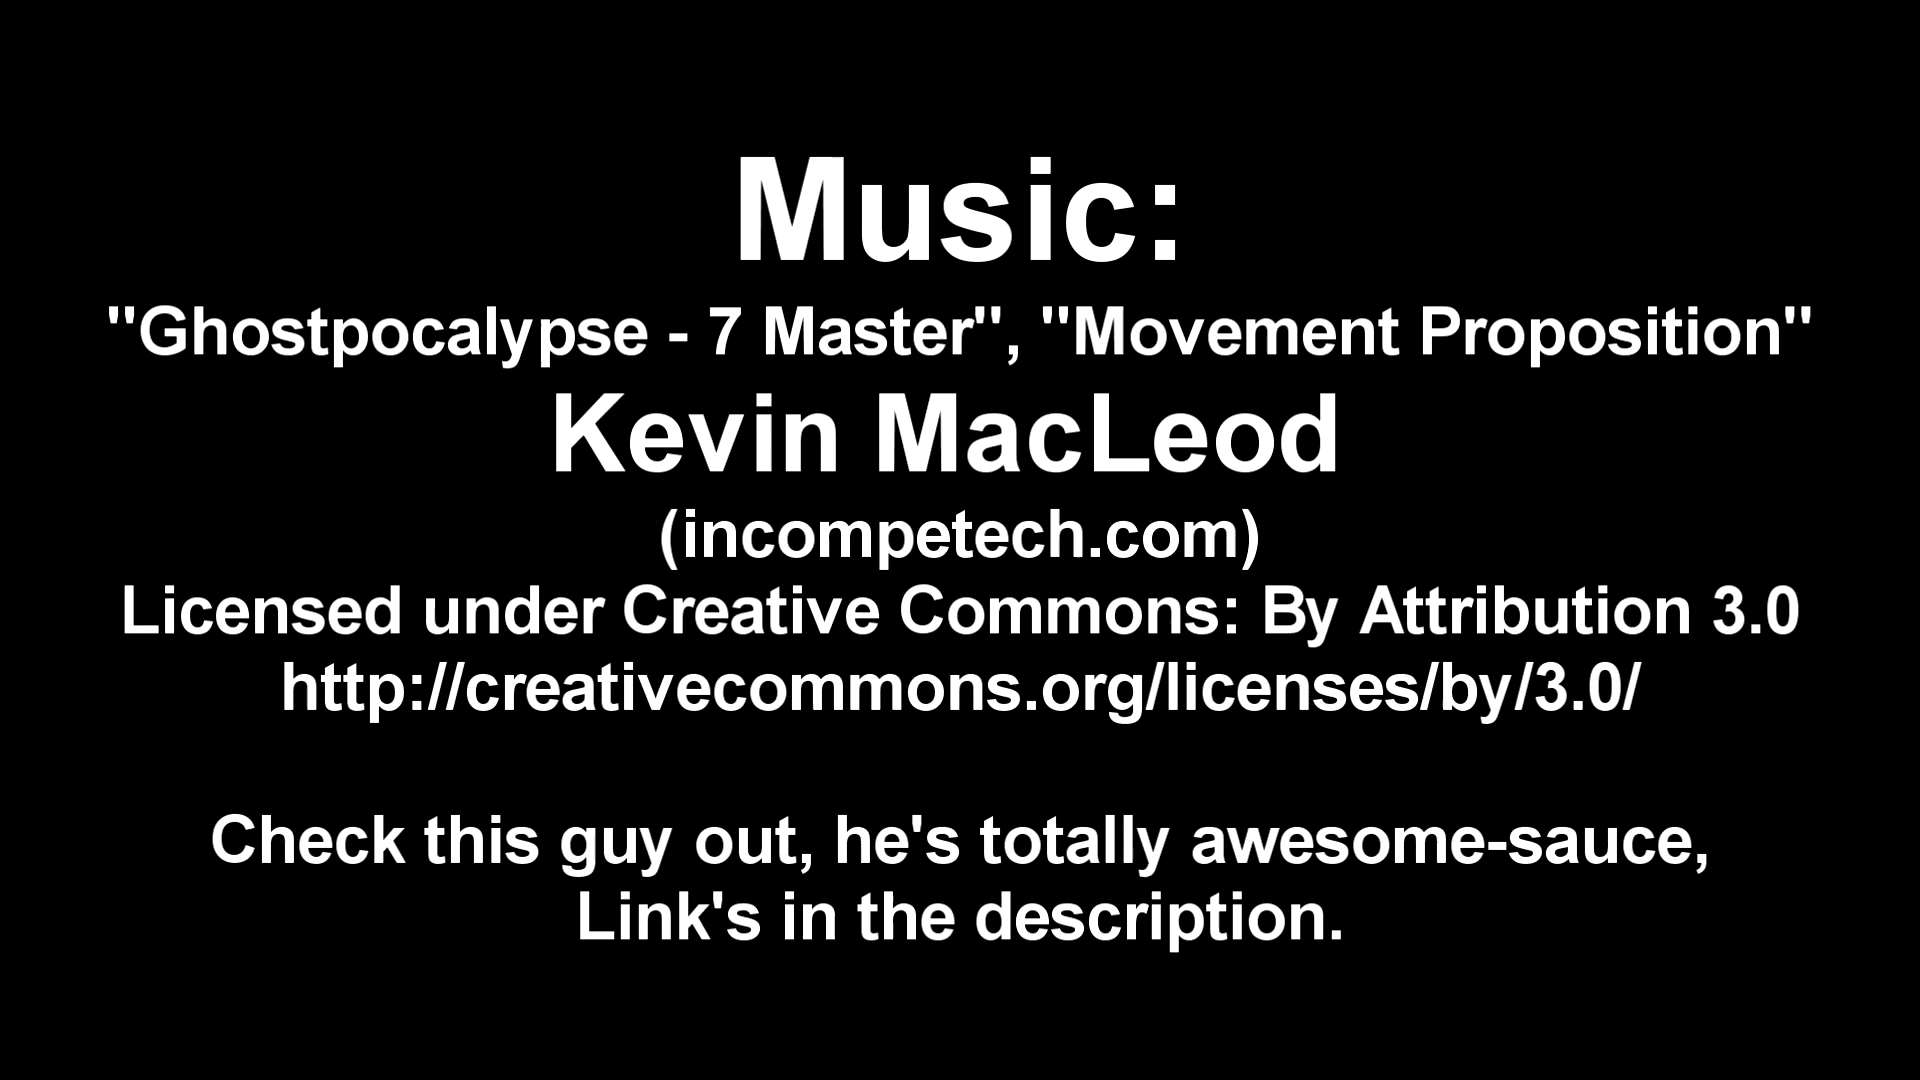 Music:
"Ghostpocalypse - 7 Master", "Movement Proposition"
Kevin MacLeod
(incompetech.com)
Licensed under Creative Commons: By Attribution 3.0
http://creativecommons.org/licenses/by/3.0/
Check this guy out, he's totally awesome-sauce,
Link's in the description.